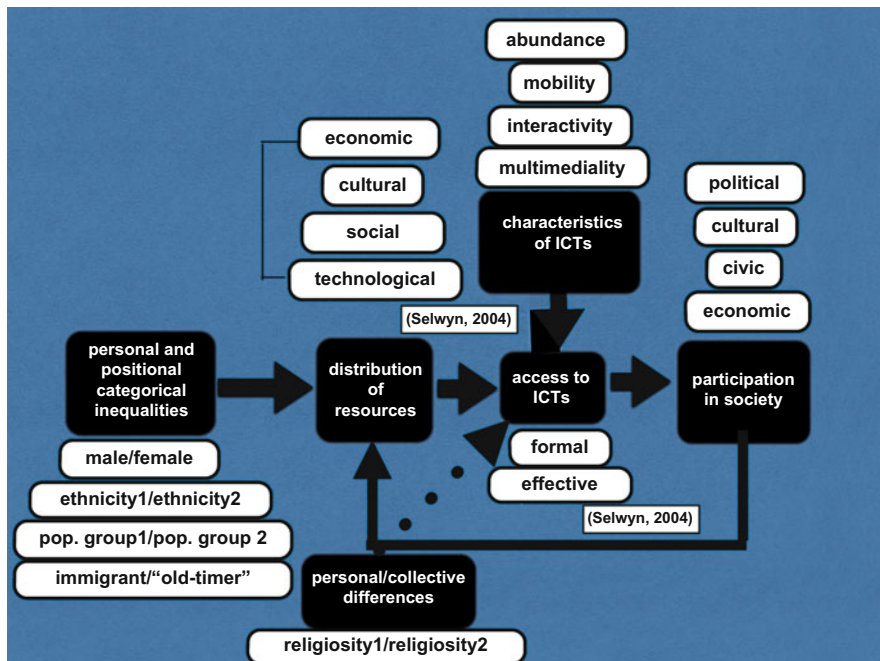 abundance
mobility
interactivity
multimediality
characteristics
of ICTs
economic
cultural
social
technological
(Selwyn, 2004)
political
cultural
civic
economic
personal and
positional
categorical
inequalities
distribution
of
resources
access to
ICTs
participation
in society
male/female
ethnicity1/ethnicity2
pop. group1/pop. group 2
immigrant/“old-timer”
formal
effective
(Selwyn, 2004)
personal/collective
differences
religiosity1/religiosity2